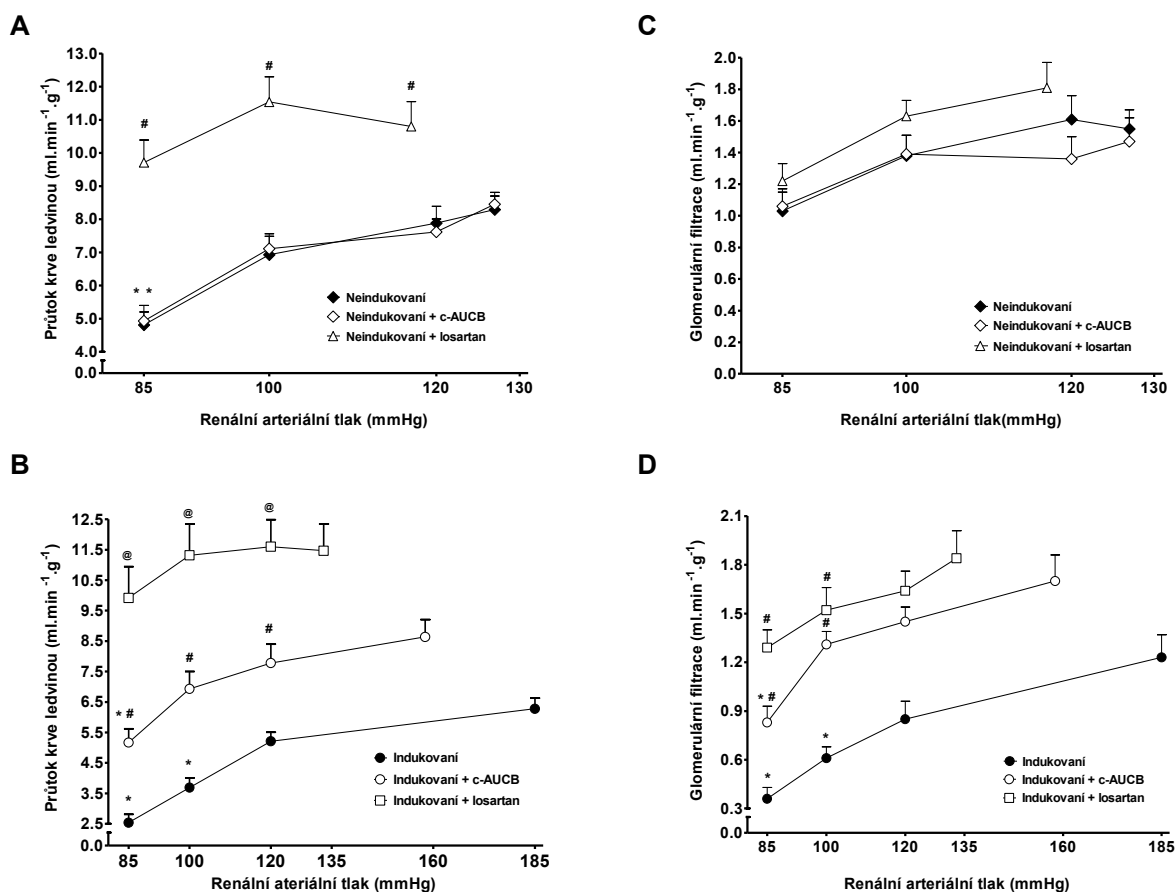 A
Průtok krve ledvinou (ml.min⁻¹.g⁻¹)
13.0
12.0
11.0
10.0
9.0
8.0
7.0
6.0
5.0
4.0
0.0
#
#
#
* *
Neindukovaní
Neindukovaní + c-AUCB
Neindukovaní + losartan
85 100 120 130
Renální arteriální tlak (mmHg)
C
Glomerulární filtrace (ml.min⁻¹.g⁻¹)
2.0
1.8
1.6
1.4
1.2
1.0
0.8
0.6
0.4
0.2
0.0
Neindukovaní
Neindukovaní + c-AUCB
Neindukovaní + losartan
85 100 120 130
Renální arteriální tlak(mmHg)
B
Průtok krve ledvinou (ml.min⁻¹.g⁻¹)
12.5
11.5
10.5
9.5
8.5
7.5
6.5
5.5
4.5
3.5
2.5
0.0
@
@
@
* #
#
#
*
*
Indukovaní
Indukovaní + c-AUCB
Indukovaní + losartan
85 100 120 135 160 185
Renální ateriální tlak (mmHg)
D
Glomerulární filtrace (ml.min⁻¹.g⁻¹)
2.1
1.8
1.5
1.2
0.9
0.6
0.3
0.0
#
#
#
* #
*
*
Indukovaní
Indukovaní + c-AUCB
Indukovaní + losartan
85 100 120 135 160 185
Renální arteriální tlak (mmHg)